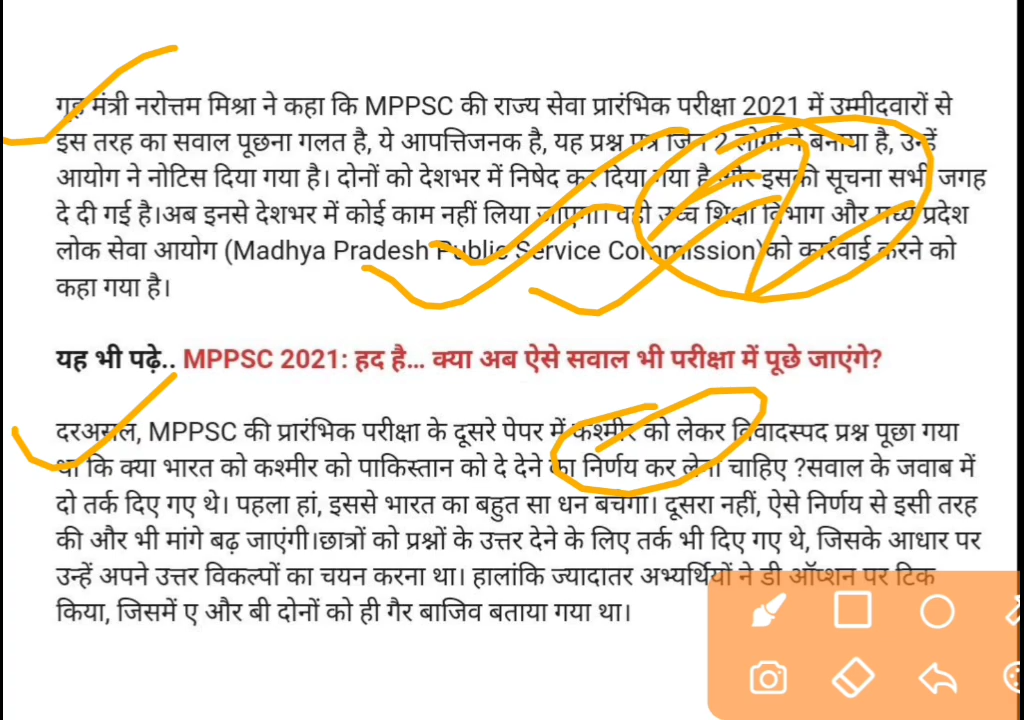 गृह मंत्री नरोत्तम मिश्रा ने कहा कि MPPSC की राज्य सेवा प्रारंभिक परीक्षा 2021 में उम्मीदवारों से
इस तरह का सवाल पूछना गलत है, ये आपत्तिजनक है, यह प्रश्न पत्र जिन 2 लोगों ने बनाया है, उन्हें
आयोग ने नोटिस दिया गया है। दोनों को देशभर में निषेद कर दिया गया है और इसकी सूचना सभी जगह
दे दी गई है।अब इनसे देशभर में कोई काम नहीं लिया जाएगा। वही उच्च शिक्षा विभाग और मध्य प्रदेश
लोक सेवा आयोग (Madhya Pradesh Public Service Commission)को कार्रवाई करने को
कहा गया है।
यह भी पढ़े.. MPPSC 2021: हद है... क्या अब ऐसे सवाल भी परीक्षा में पूछे जाएंगे?
दरअसल, MPPSC की प्रारंभिक परीक्षा के दूसरे पेपर में कश्मीर को लेकर विवादस्पद प्रश्न पूछा गया
था कि क्या भारत को कश्मीर को पाकिस्तान को दे देने का निर्णय कर लेना चाहिए ?सवाल के जवाब में
दो तर्क दिए गए थे। पहला हां, इससे भारत का बहुत सा धन बचेगा। दूसरा नहीं, ऐसे निर्णय से इसी तरह
की और भी मांगे बढ़ जाएंगी।छात्रों को प्रश्नों के उत्तर देने के लिए तर्क भी दिए गए थे, जिसके आधार पर
उन्हें अपने उत्तर विकल्पों का चयन करना था। हालांकि ज्यादातर अभ्यर्थियों ने डी ऑप्शन पर टिक
किया, जिसमें ए और बी दोनों को ही गैर बाजिव बताया गया था।